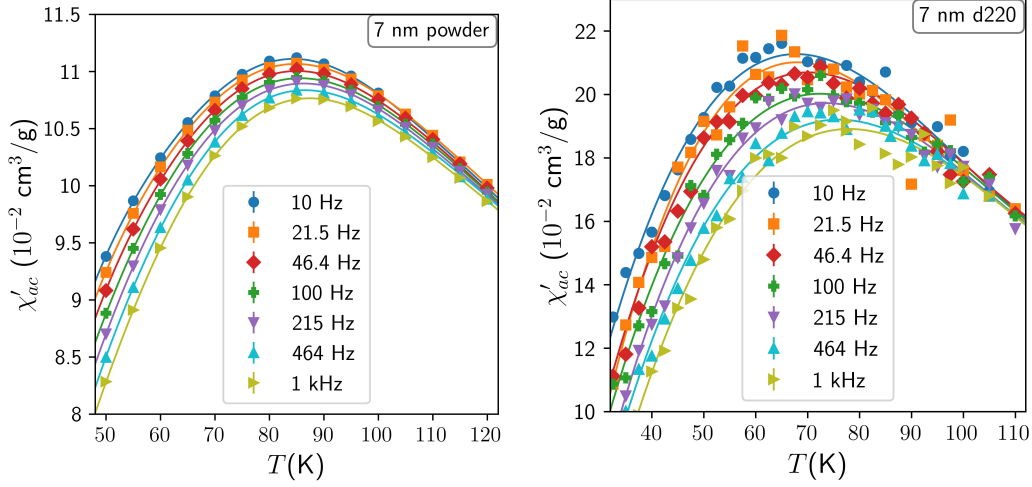 7 nm powder
χ′ac (10−2 cm3/g)
11.5
11
10.5
10
9.5
9
8.5
8
10 Hz
21.5 Hz
46.4 Hz
100 Hz
215 Hz
464 Hz
1 kHz
50 60 70 80 90 100 110 120
T(K)
7 nm d220
χ′ac (10−2 cm3/g)
22
20
18
16
14
12
10
10 Hz
21.5 Hz
46.4 Hz
100 Hz
215 Hz
464 Hz
1 kHz
40 50 60 70 80 90 100 110
T(K)